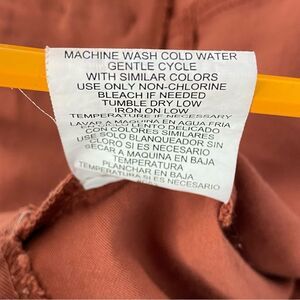 MACHINE WASH COLD WATER
GENTLE CYCLE
WITH SIMILAR COLORS
USE ONLY NON-CHLORINE
BLEACH IF NEEDED
TUMBLE DRY LOW
IRON ON LOW
TEMPERATURE IF NECESSARY
LAVAR A MAQUINA EN AGUA FRIA
CICLO LENTO DELICADO
CON COLORES SIMILARES
USE SOLO BLANQUEADOR SIN
CLORO SI ES NECESARIO
SECAR A MAQUINA EN BAJA
TEMPERATURA
PLANCHAR EN BAJA
TEMPERATURA SI ES NECESARIO